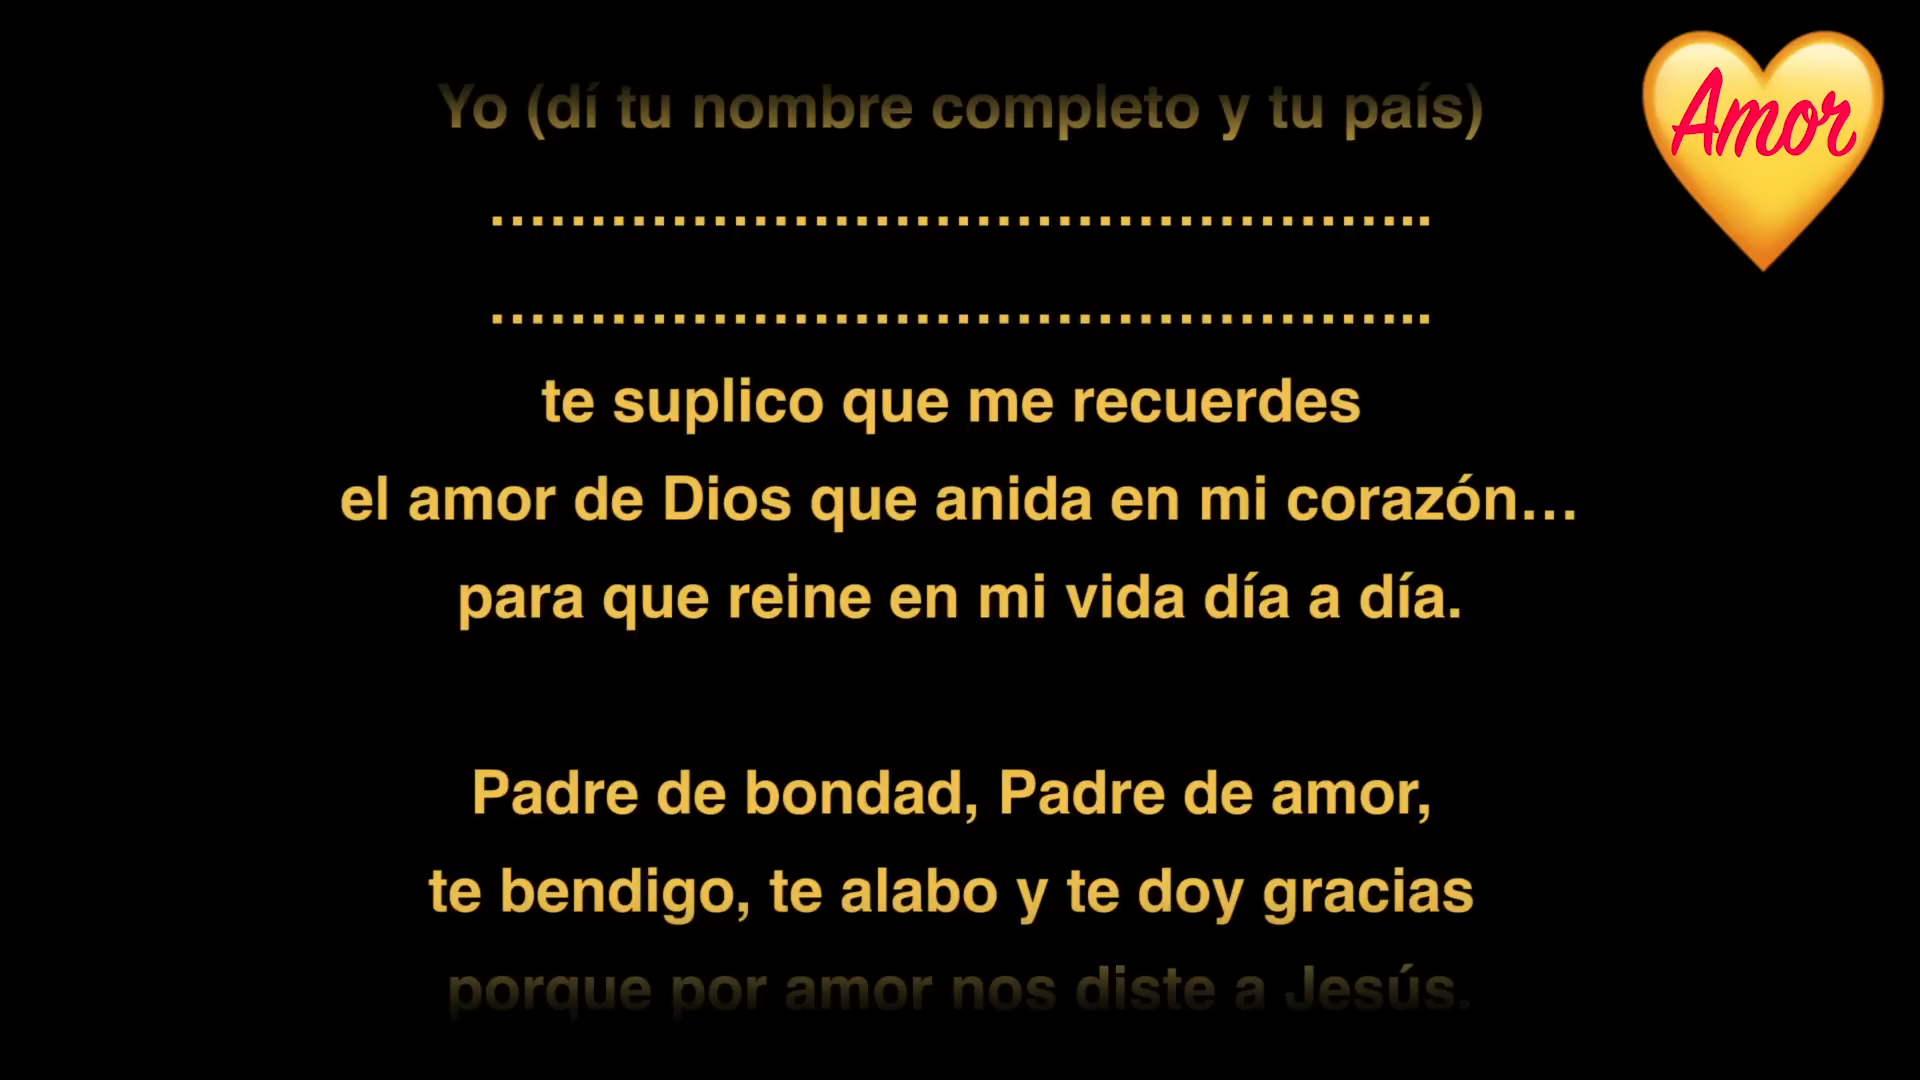 Yo (dí tu nombre completo y tu país)
…………………………………………..
…………………………………………..
te suplico que me recuerdes
el amor de Dios que anida en mi corazón…
para que reine en mi vida día a día.
Padre de bondad, Padre de amor,
te bendigo, te alabo y te doy gracias
porque por amor nos diste a Jesús.
Amor